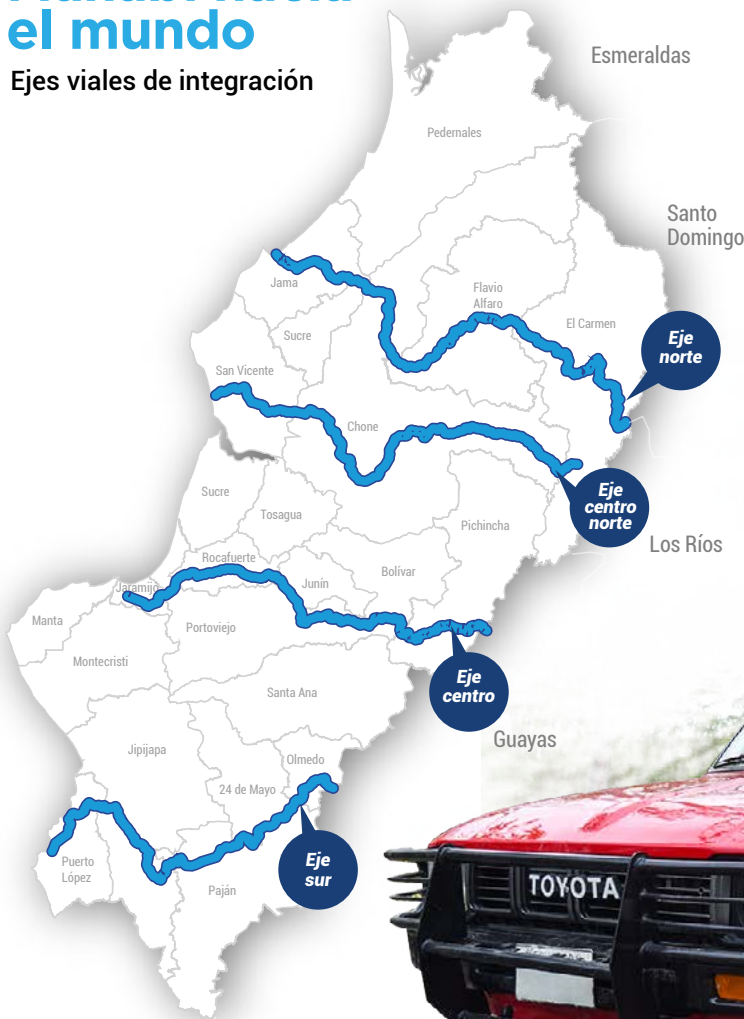 el mundo
Ejes viales de integración
Esmeraldas
Pedernales
Santo
Domingo
Jama
Flavio
Alfaro
El Carmen
Sucre
Eje
norte
San Vicente
Chone
Eje
centro
norte
Sucre
Tosagua
Pichincha
Los Ríos
Rocafuerte
Bolívar
Jaramijó
Junín
Manta
Portoviejo
Montecristi
Eje
centro
Santa Ana
Guayas
Jipijapa
Olmedo
24 de Mayo
Puerto
López
Eje
sur
Paján
TOYOTA